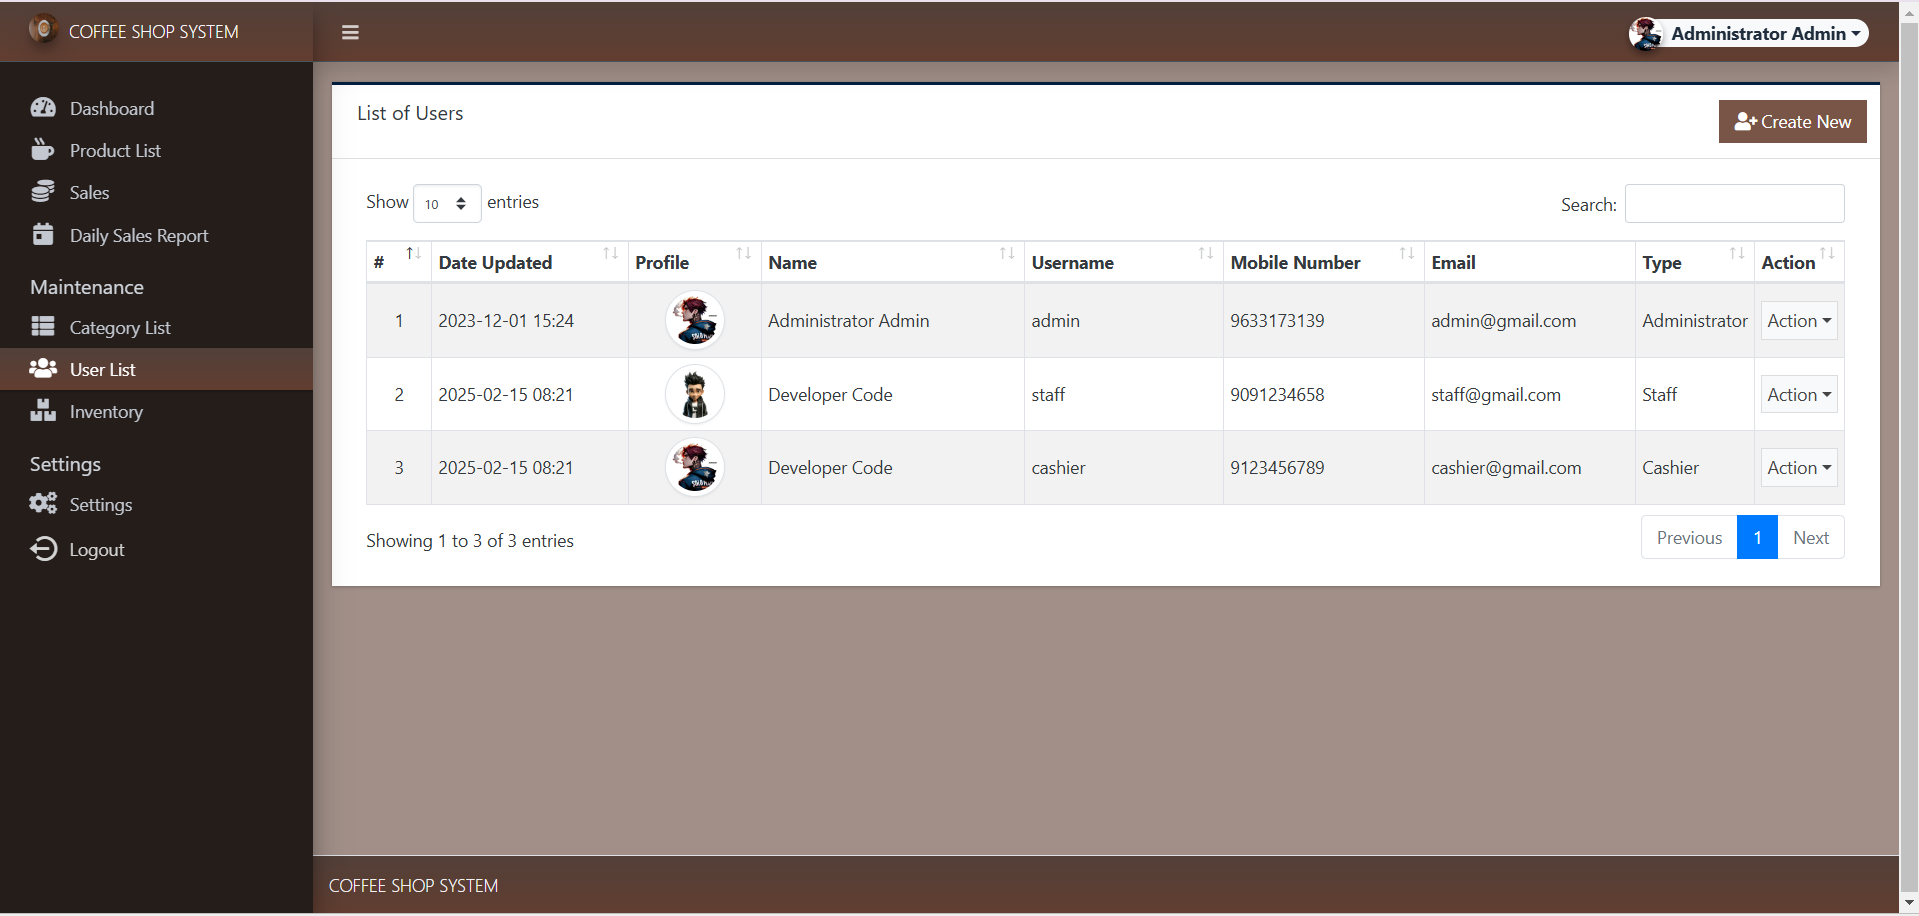 COFFEE SHOP SYSTEM
Administrator Admin
Dashboard
Product List
Sales
Daily Sales Report
Maintenance
Category List
User List
Inventory
Settings
Settings
Logout
List of Users
Create New
Show 10 entries
Search:
# Date Updated Profile Name Username Mobile Number Email Type Action
1 2023-12-01 15:24 Administrator Admin admin 9633173139 admin@gmail.com Administrator Action
2 2025-02-15 08:21 Developer Code staff 9091234658 staff@gmail.com Staff Action
3 2025-02-15 08:21 Developer Code cashier 9123456789 cashier@gmail.com Cashier Action
Showing 1 to 3 of 3 entries
Previous 1 Next
COFFEE SHOP SYSTEM